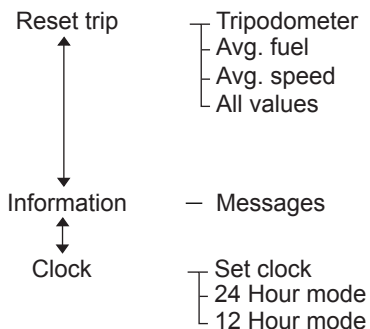 Reset trip — Tripodometer
Avg. fuel
Avg. speed
All values
Information — Messages
Clock — Set clock
24 Hour mode
12 Hour mode